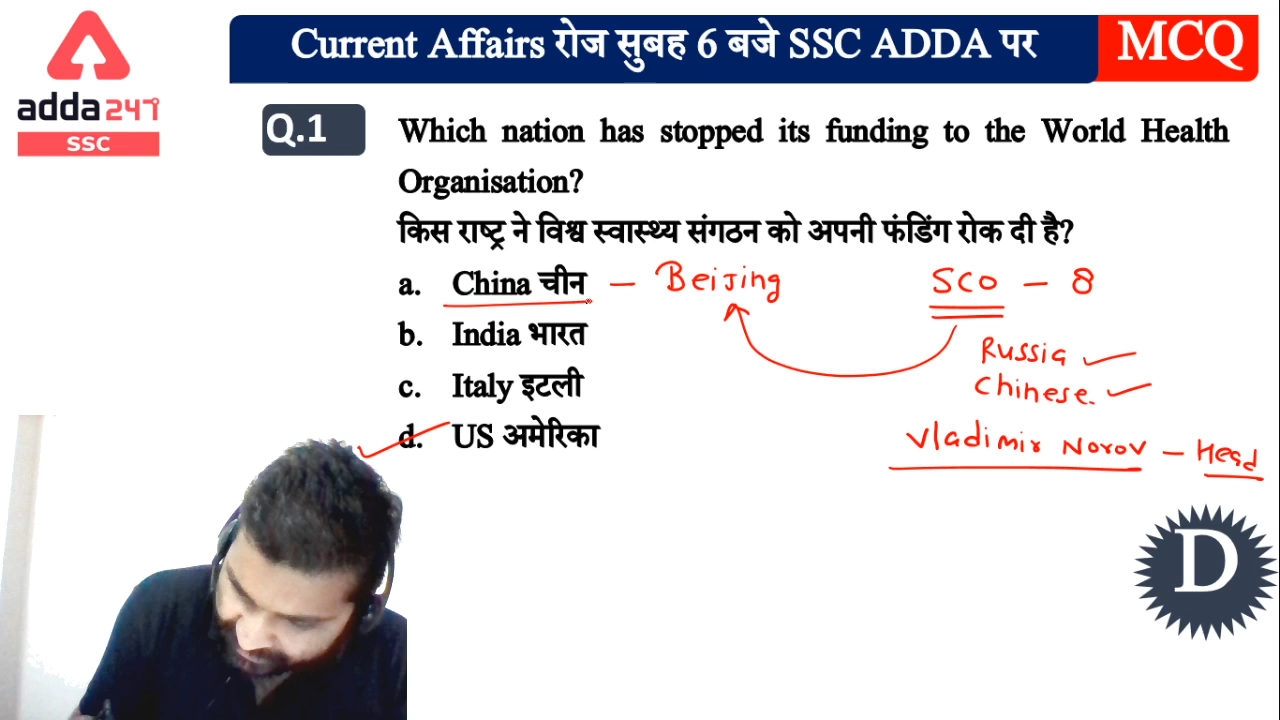 adda247
SSC
Current Affairs रोज सुबह 6 बजे SSC ADDA पर
MCQ
Q.1
Which nation has stopped its funding to the World Health
Organisation?
किस राष्ट्र ने विश्व स्वास्थ्य संगठन को अपनी फंडिंग रोक दी है?
a. China चीन - Beijing
SCO - 8
b. India भारत
Russia
c. Italy इटली
Chinese.
d. US अमेरिका
Vladimir Norov - Head
D